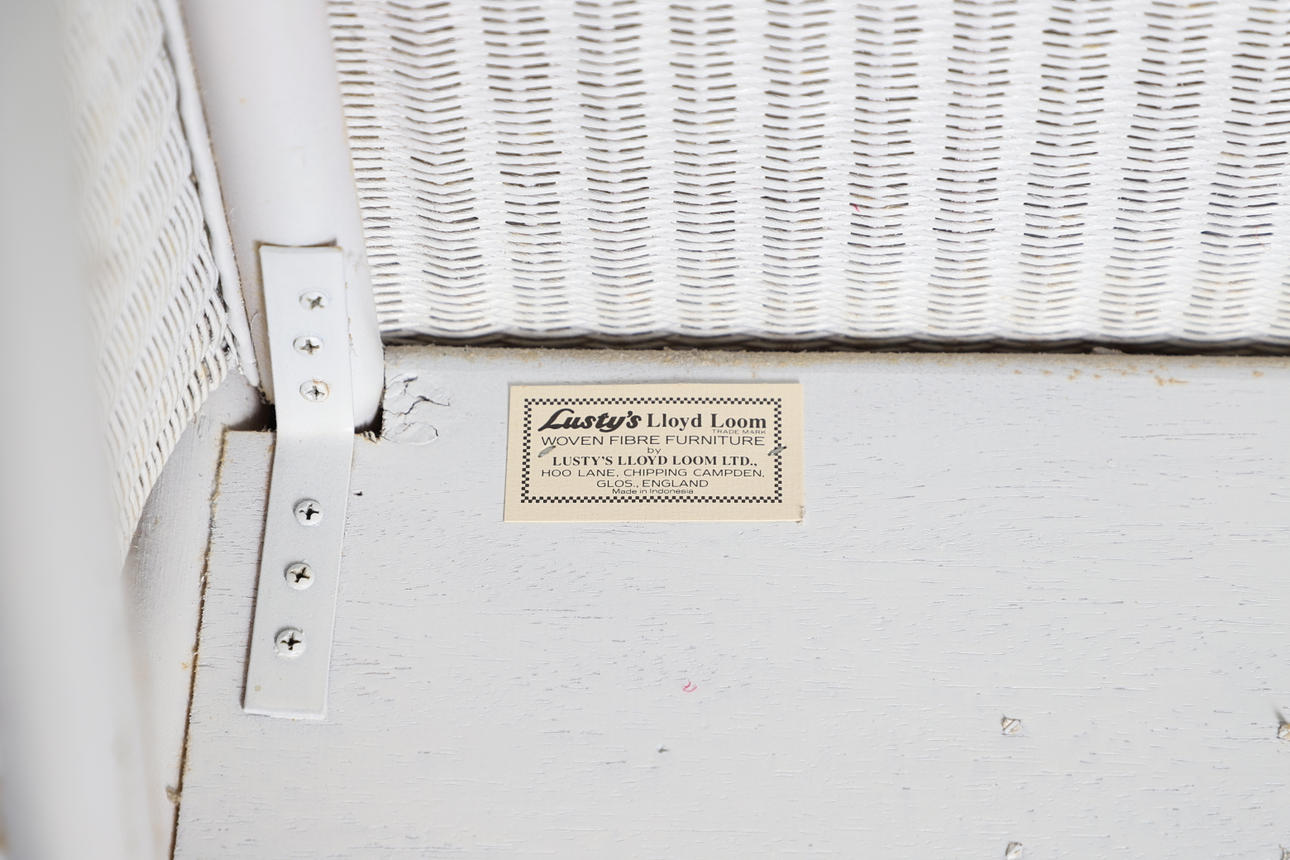 Lusty's Lloyd Loom
TRADE MARK
WOVEN FIBRE FURNITURE
by
LUSTY'S LLOYD LOOM LTD.,
HOO LANE, CHIPPING CAMPDEN,
GLOS., ENGLAND
Made in Indonesia